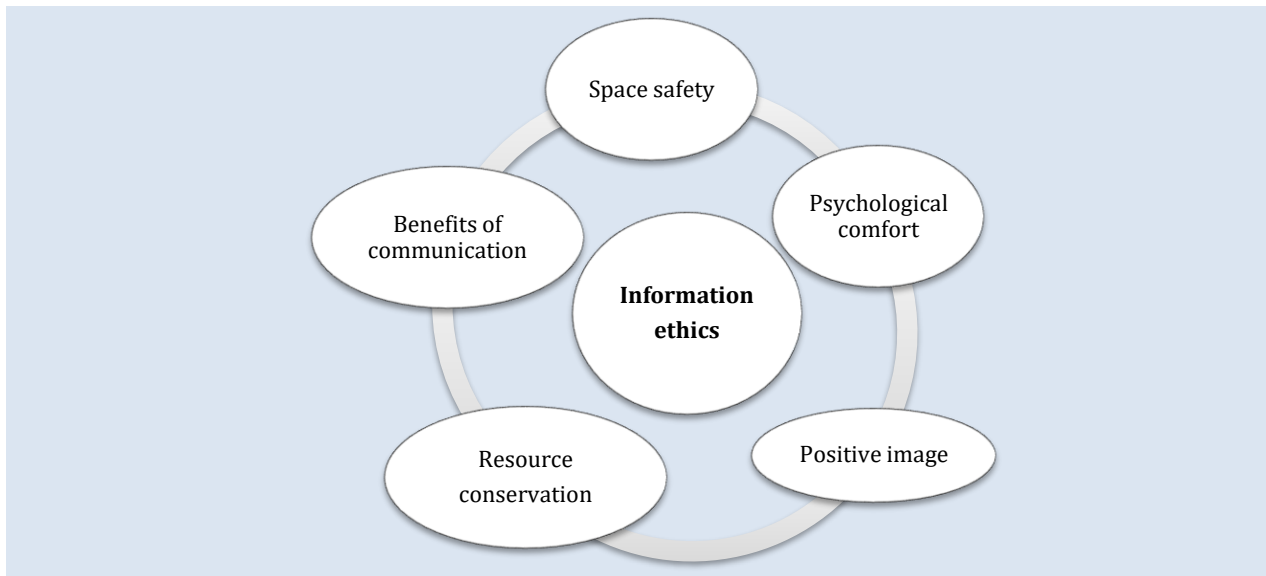 Space safety
Psychological
comfort
Benefits of
communication
Information
ethics
Positive image
Resource
conservation